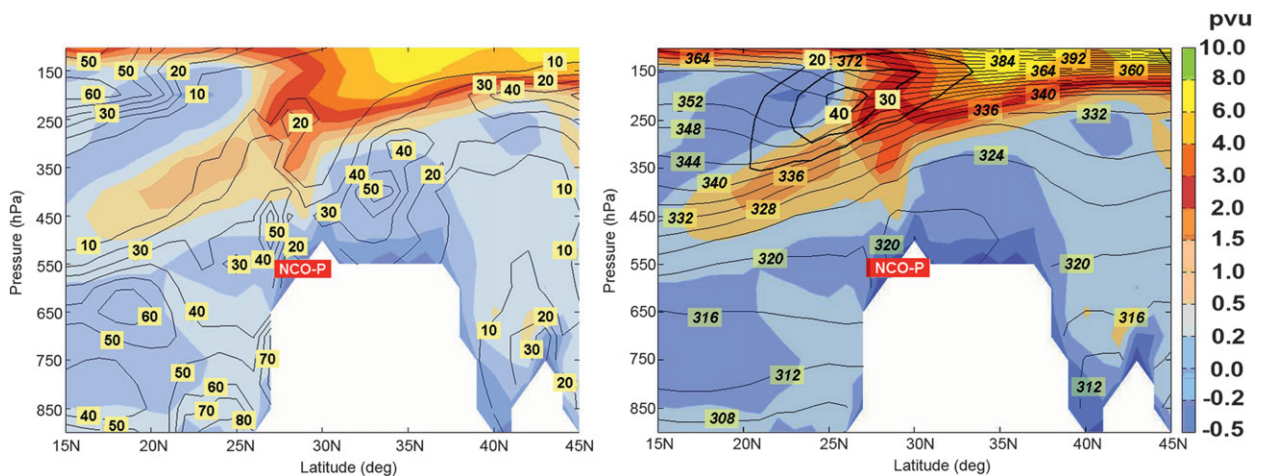 Pressure (hPa)
150
250
350
450
550
650
750
850
50 50 20 10
60 30 10 30 40 20
20
40
40 50 20 10
30
10 30 50 20 10
30 40
NCO-P
60 40 10 20
50 70 30
50 60 20
40 50 70 80
15N 20N 25N 30N 35N 40N 45N
Latitude (deg)
Pressure (hPa)
150
250
350
450
550
650
750
850
364 20 372 384 392
364 360
352 40 30 340
348 336 332
344 324
340 336
332 328
320 320 320
NCO-P
316 316
312 312
308
15N 20N 25N 30N 35N 40N 45N
Latitude (deg)
pvu
10.0
8.0
6.0
4.0
3.0
2.0
1.5
1.0
0.5
0.2
0.0
-0.2
-0.5